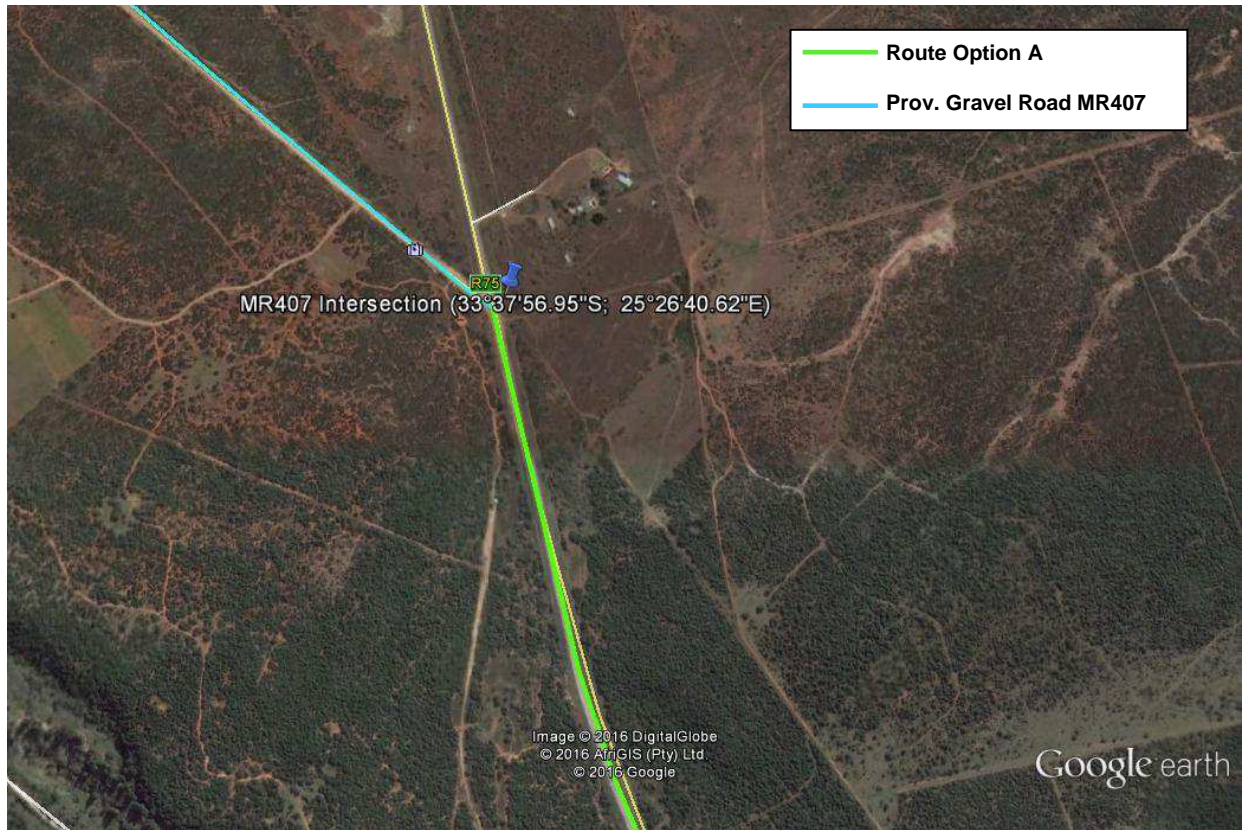 Route Option A
Prov. Gravel Road MR407
R75
MR407 Intersection (33°37'56.95"S; 25°26'40.62"E)
Image © 2016 DigitalGlobe
© 2016 AfriGIS (Pty) Ltd.
© 2016 Google
Google earth